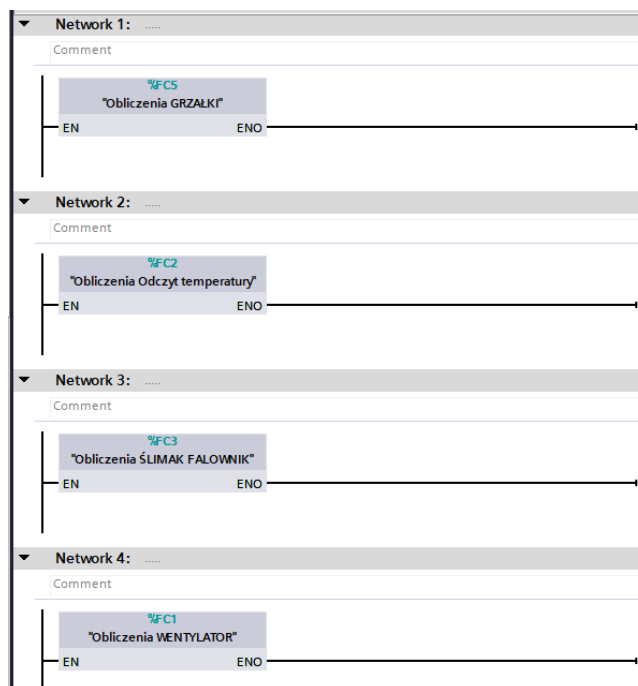 Network 1: .....
Comment
%FC5
"Obliczenia GRZAŁKI"
EN ENO
Network 2: .....
Comment
%FC2
"Obliczenia Odczyt temperatury"
EN ENO
Network 3: .....
Comment
%FC3
"Obliczenia ŚLIMAK FALOWNIK"
EN ENO
Network 4: .....
Comment
%FC1
"Obliczenia WENTYLATOR"
EN ENO